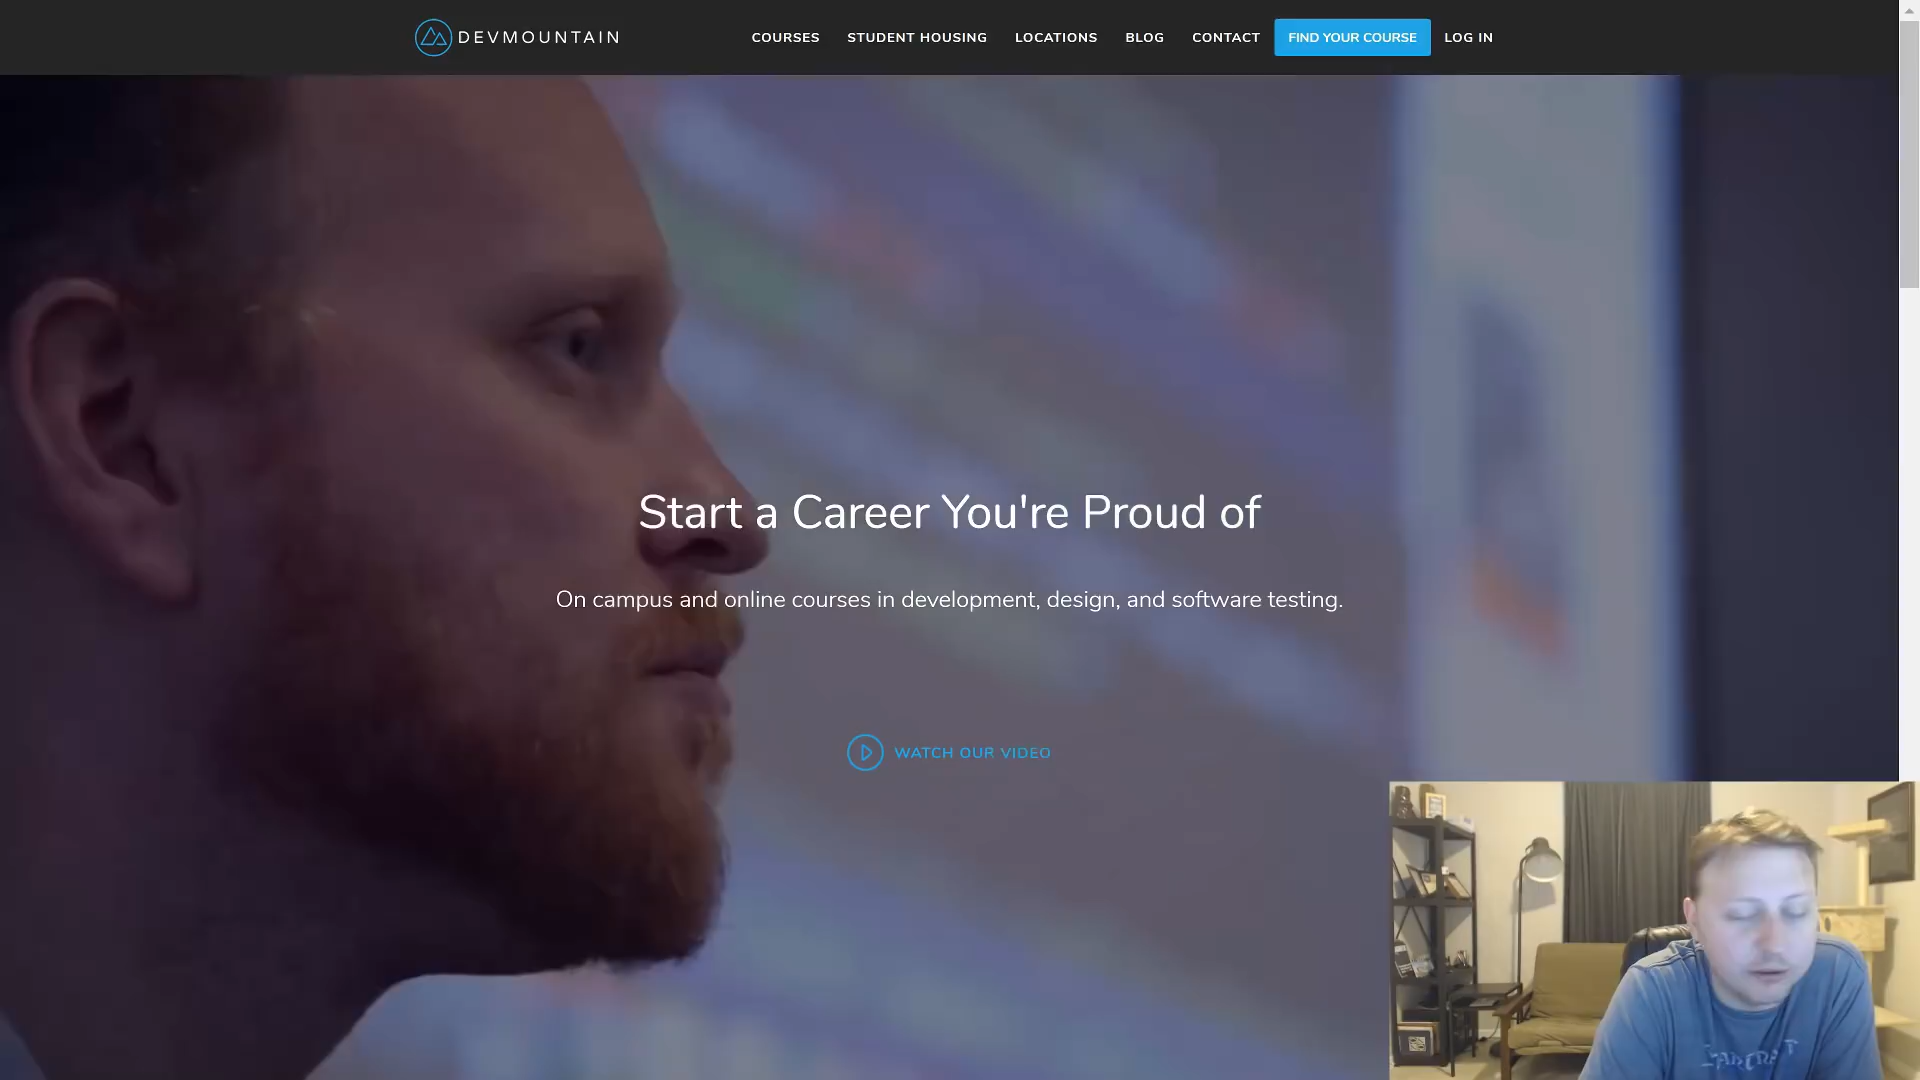 DEVMOUNTAIN
COURSES STUDENT HOUSING LOCATIONS BLOG CONTACT FIND YOUR COURSE LOG IN
Start a Career You're Proud of
On campus and online courses in development, design, and software testing.
WATCH OUR VIDEO